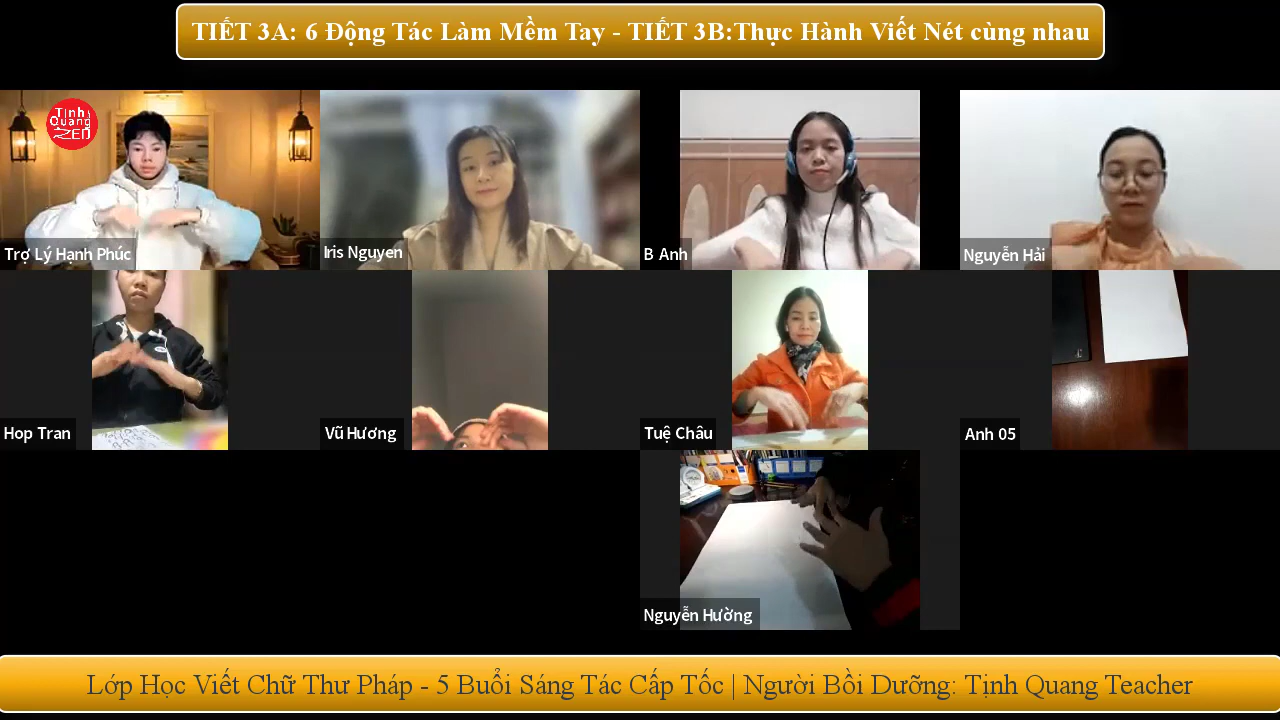 TIẾT 3A: 6 Động Tác Làm Mềm Tay - TIẾT 3B:Thực Hành Viết Nét cùng nhau
Tịnh
Quang
ZEN
Trợ Lý Hạnh Phúc
Iris Nguyen
B Anh
Nguyễn Hải
Hop Tran
Vũ Hương
Tuệ Châu
Anh 05
Nguyễn Hường
Lớp Học Viết Chữ Thư Pháp - 5 Buổi Sáng Tác Cấp Tốc | Người Bồi Dưỡng: Tịnh Quang Teacher